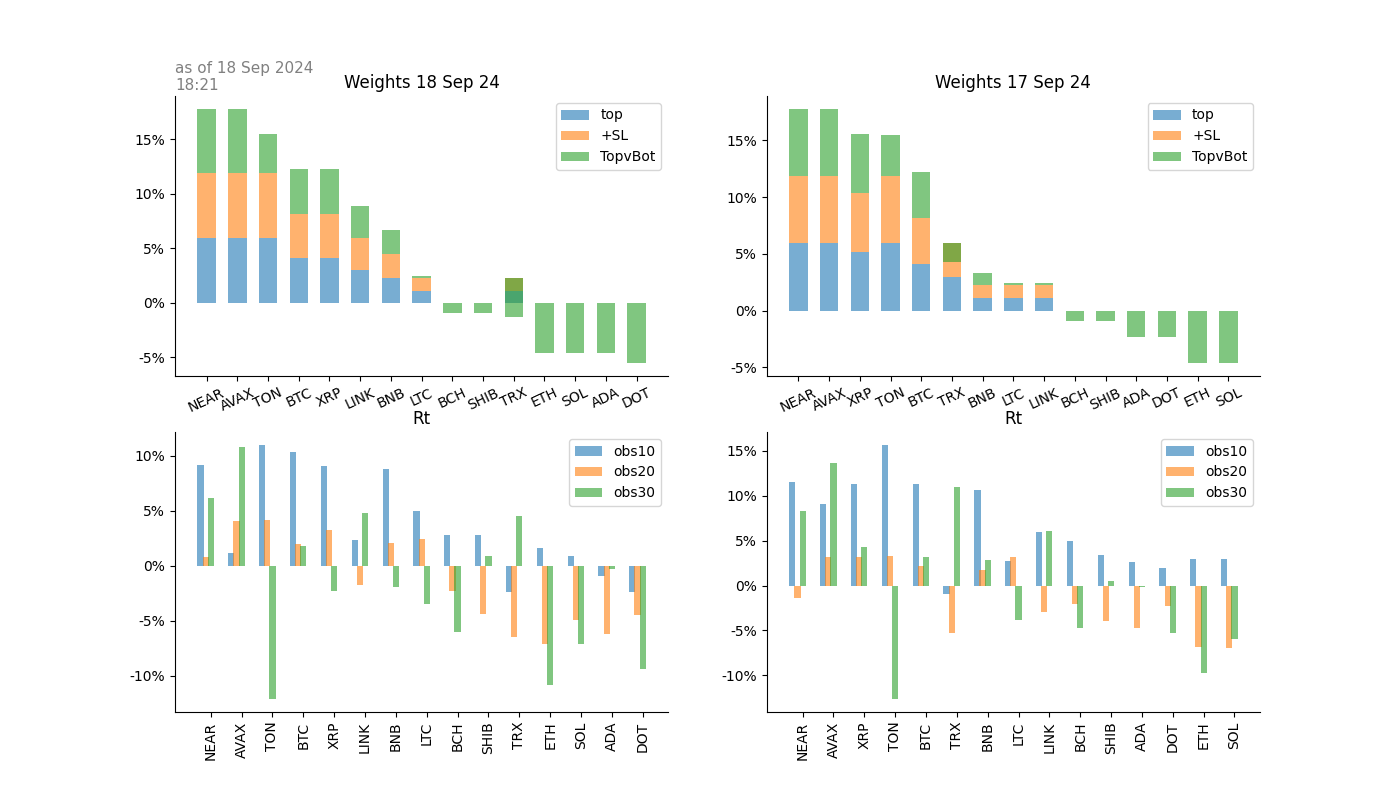 as of 18 Sep 2024
18:21
Weights 18 Sep 24
15%
10%
5%
0%
-5%
top
+SL
TopvBot
NEAR AVAX TON BTC XRP LINK BNB LTC BCH SHIB TRX ETH SOL ADA DOT
Weights 17 Sep 24
15%
10%
5%
0%
-5%
top
+SL
TopvBot
NEAR AVAX XRP TON BTC TRX BNB LTC LINK BCH SHIB ADA DOT ETH SOL
Rt
10%
5%
0%
-5%
-10%
obs10
obs20
obs30
NEAR AVAX TON BTC XRP LINK BNB LTC BCH SHIB TRX ETH SOL ADA DOT
Rt
15%
10%
5%
0%
-5%
-10%
obs10
obs20
obs30
NEAR AVAX XRP TON BTC TRX BNB LTC LINK BCH SHIB ADA DOT ETH SOL